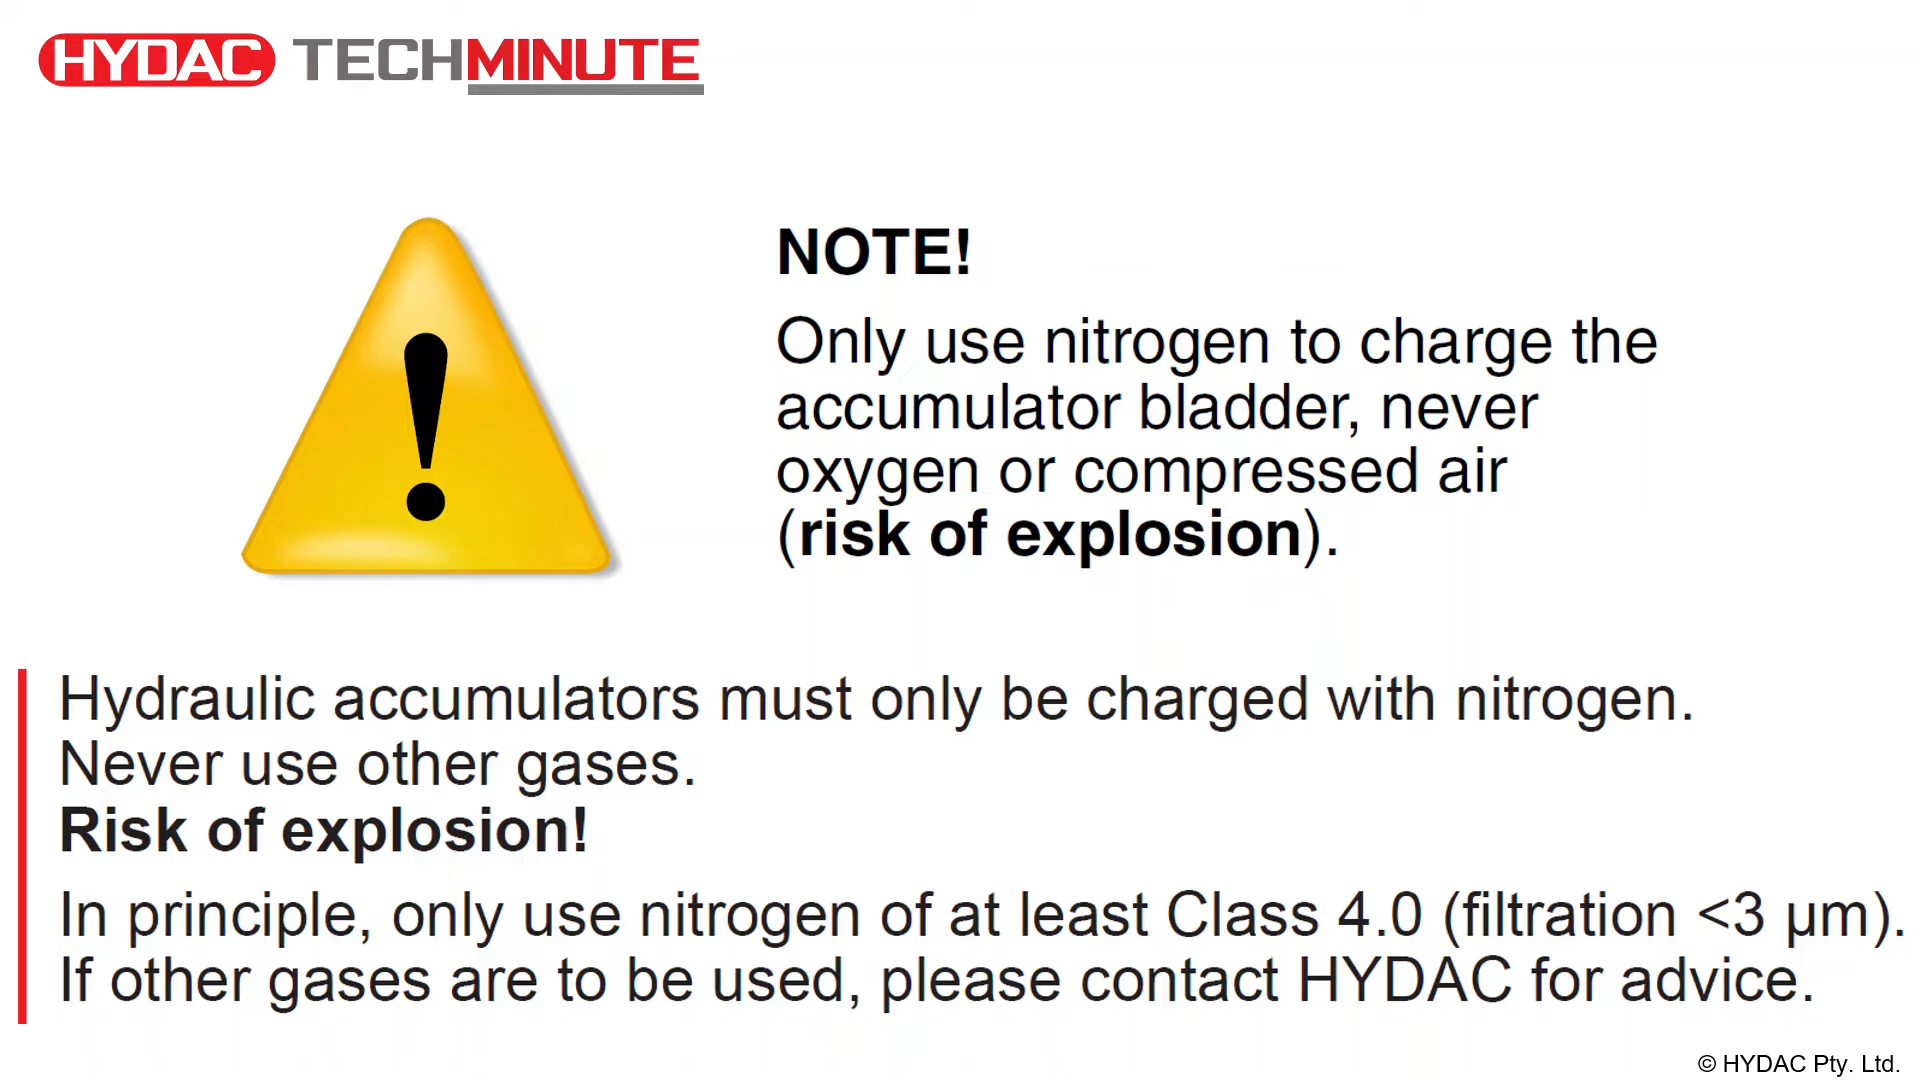 HYDAC TECHMINUTE
NOTE!
Only use nitrogen to charge the
accumulator bladder, never
oxygen or compressed air
(risk of explosion).
Hydraulic accumulators must only be charged with nitrogen.
Never use other gases.
Risk of explosion!
In principle, only use nitrogen of at least Class 4.0 (filtration <3 µm).
If other gases are to be used, please contact HYDAC for advice.
© HYDAC Pty. Ltd.